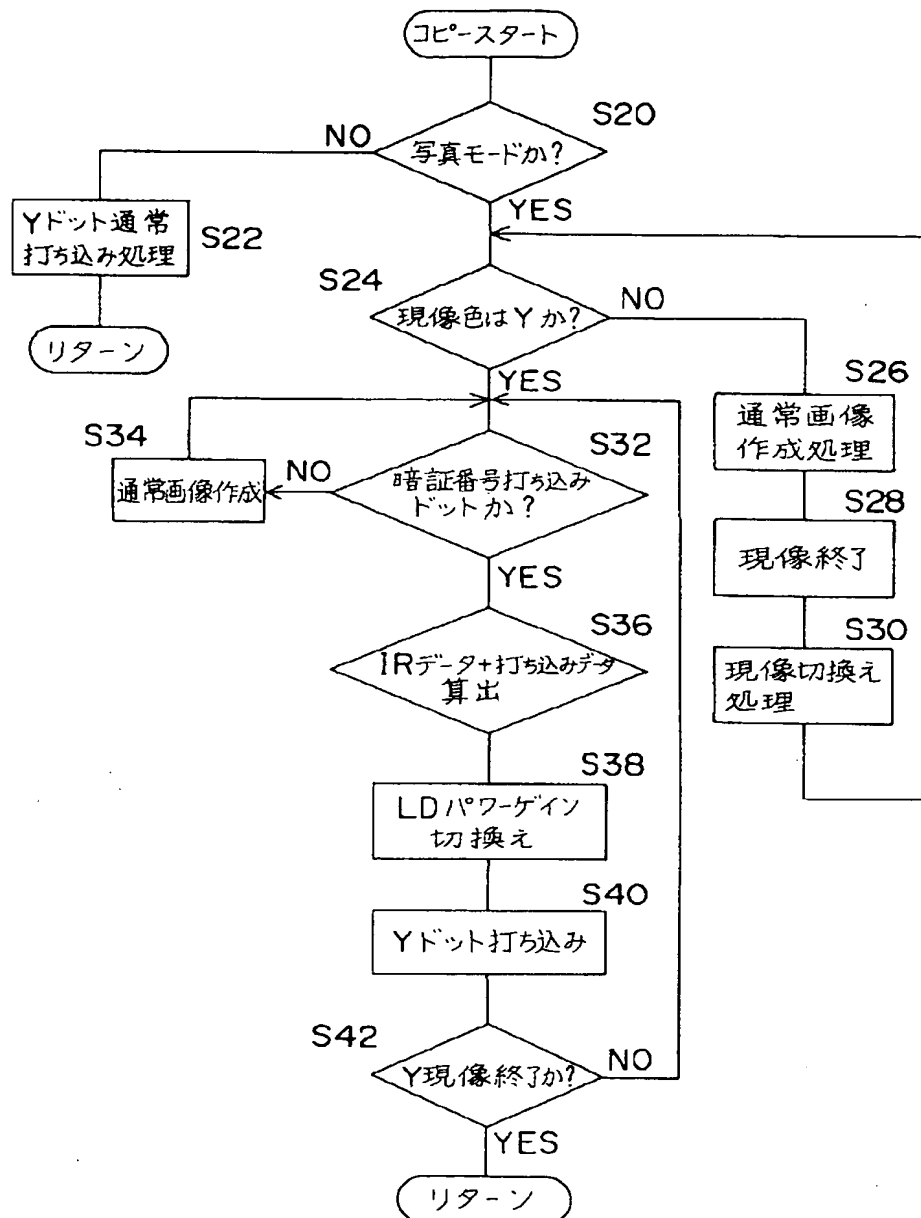 コピースタート
S20
写真モードか?
NO
YES
Yドット通常
打ち込み処理
S22
リターン
S24
現像色はYか?
NO
YES
S26
通常画像
作成処理
S28
現像終了
S30
現像切換え
処理
S34
通常画像作成
S32
暗証番号打ち込み
ドットか?
NO
YES
S36
IRデータ+打ち込みデータ
算出
S38
LDパワーゲイン
切換え
S40
Yドット打ち込み
S42
Y現像終了か?
NO
YES
リターン